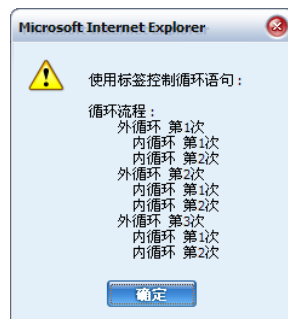 Microsoft Internet Explorer
使用标签控制循环语句：
循环流程：
外循环 第1次
内循环 第1次
内循环 第2次
外循环 第2次
内循环 第1次
内循环 第2次
外循环 第3次
内循环 第1次
内循环 第2次
确定